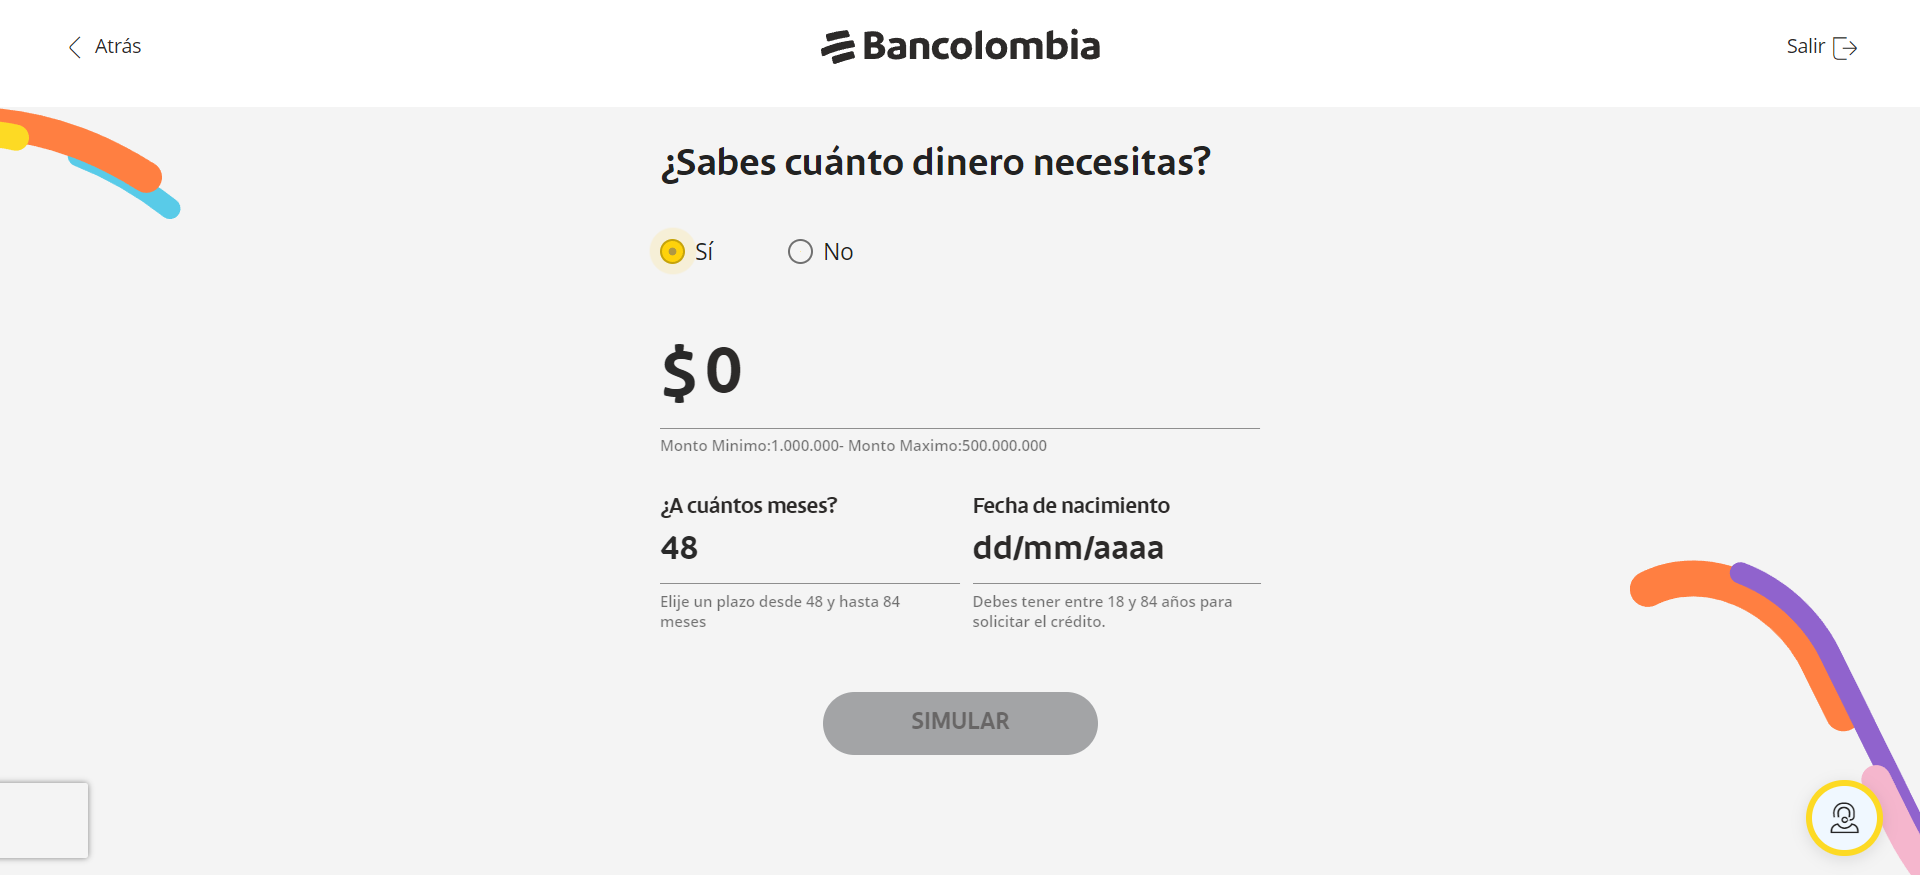 Atrás
Bancolombia
Salir
¿Sabes cuánto dinero necesitas?
Sí No
$ 0
Monto Minimo:1.000.000- Monto Maximo:500.000.000
¿A cuántos meses? Fecha de nacimiento
48 dd/mm/aaaa
Elije un plazo desde 48 y hasta 84 meses
Debes tener entre 18 y 84 años para solicitar el crédito.
SIMULAR